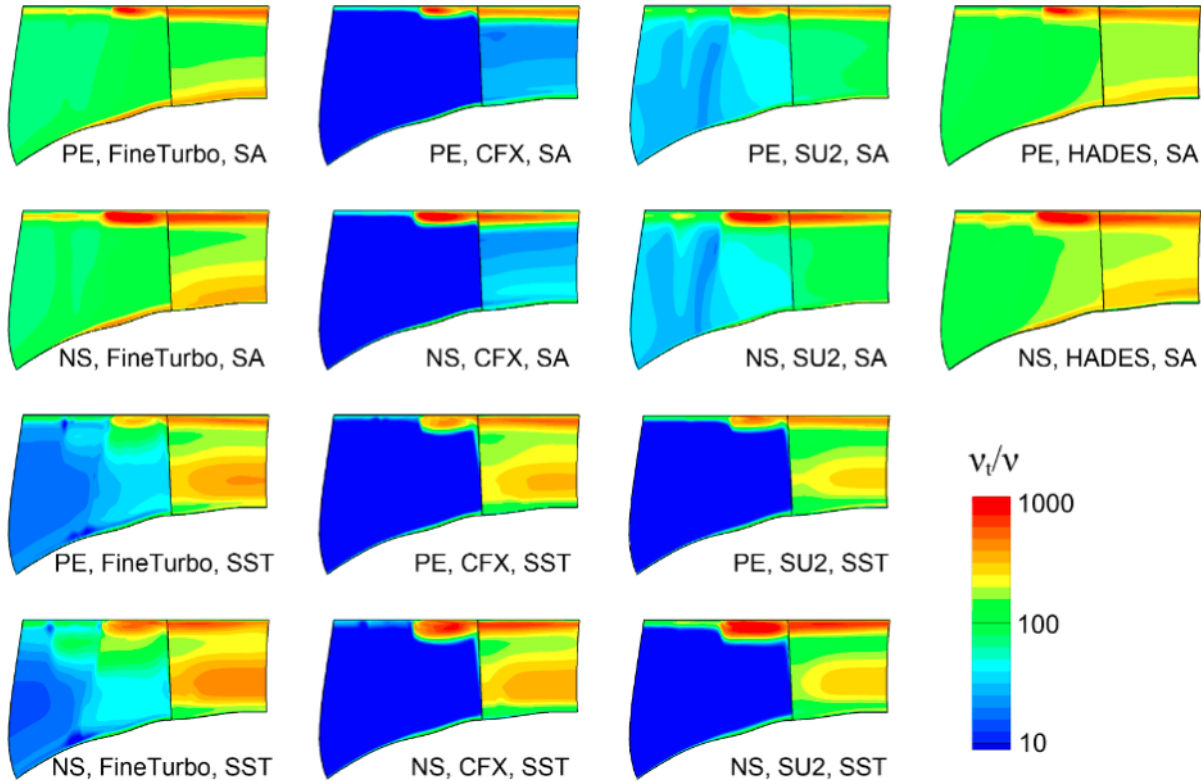 PE, FineTurbo, SA
PE, CFX, SA
PE, SU2, SA
PE, HADES, SA
NS, FineTurbo, SA
NS, CFX, SA
NS, SU2, SA
NS, HADES, SA
PE, FineTurbo, SST
PE, CFX, SST
PE, SU2, SST
NS, FineTurbo, SST
NS, CFX, SST
NS, SU2, SST
νt/ν
1000
100
10